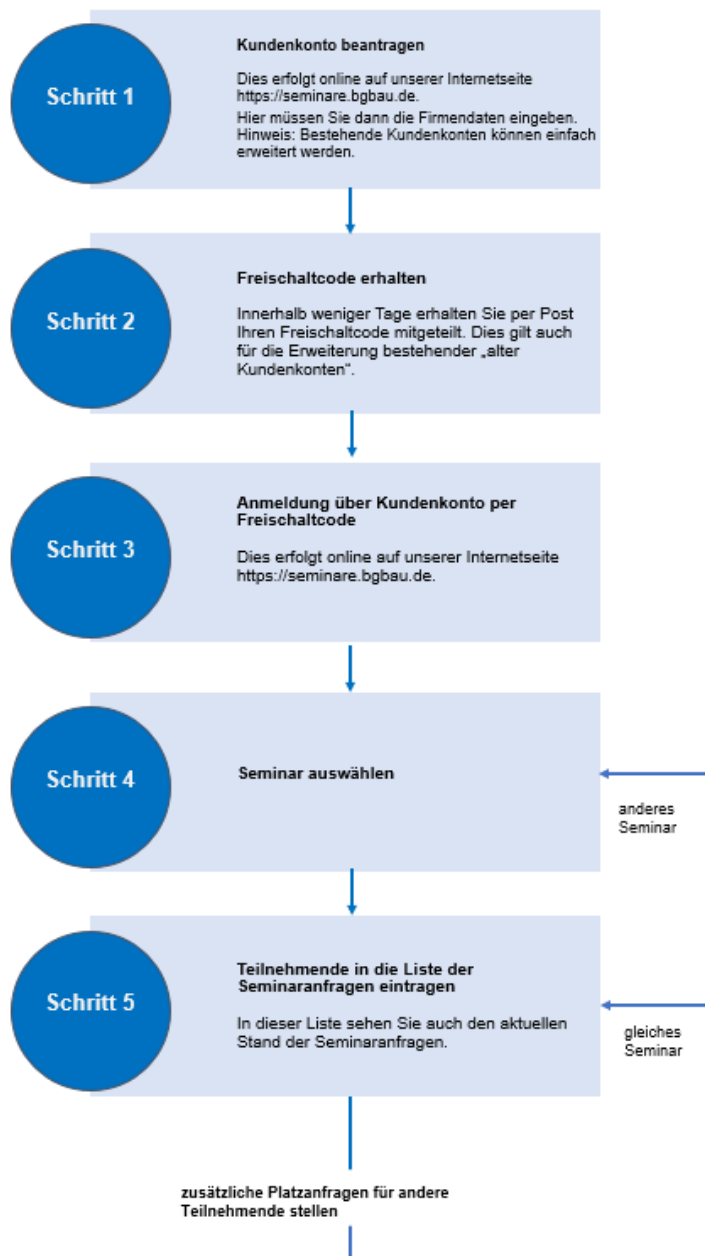 Schritt 1
Kundenkonto beantragen
Dies erfolgt online auf unserer Internetseite
https://seminare.bgbau.de.
Hier müssen Sie dann die Firmendaten eingeben.
Hinweis: Bestehende Kundenkonten können einfach
erweitert werden.
Schritt 2
Freischaltcode erhalten
Innerhalb weniger Tage erhalten Sie per Post
Ihren Freischaltcode mitgeteilt. Dies gilt auch
für die Erweiterung bestehender „alter
Kundenkonten“.
Schritt 3
Anmeldung über Kundenkonto per
Freischaltcode
Dies erfolgt online auf unserer Internetseite
https://seminare.bgbau.de.
Schritt 4
Seminar auswählen
anderes
Seminar
Schritt 5
Teilnehmende in die Liste der
Seminaranfragen eintragen
In dieser Liste sehen Sie auch den aktuellen
Stand der Seminaranfragen.
gleiches
Seminar
zusätzliche Platzanfragen für andere
Teilnehmende stellen